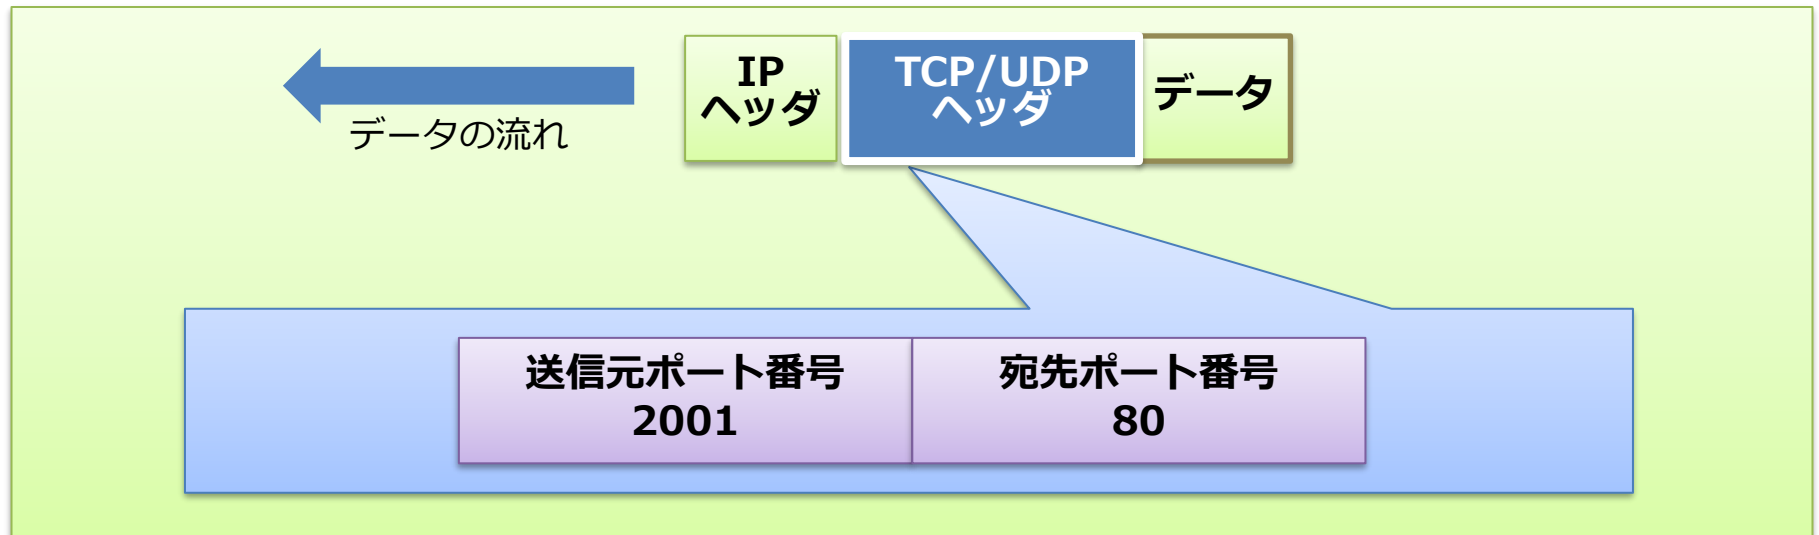 IP
ヘッダ
TCP/UDP
ヘッダ
データ
データの流れ
送信元ポート番号
2001
宛先ポート番号
80